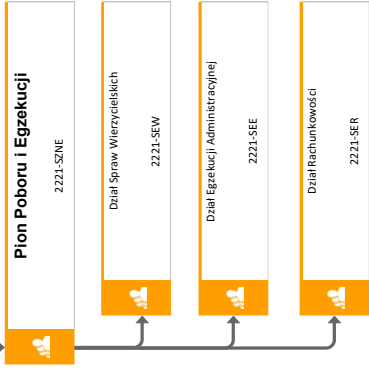 Pion Poboru i Egzekucji
2221-SZNE
Dział Spraw Wierzycielskich
2221-SEW
Dział Egzekucji Administracyjnej
2221-SEE
Dział Rachunkowości
2221-SER